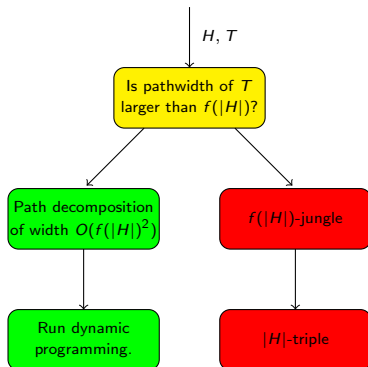 H, T
Is pathwidth of T
larger than f(|H|)?
Path decomposition
of width O(f(|H|)²)
f(|H|)-jungle
Run dynamic
programming.
|H|-triple